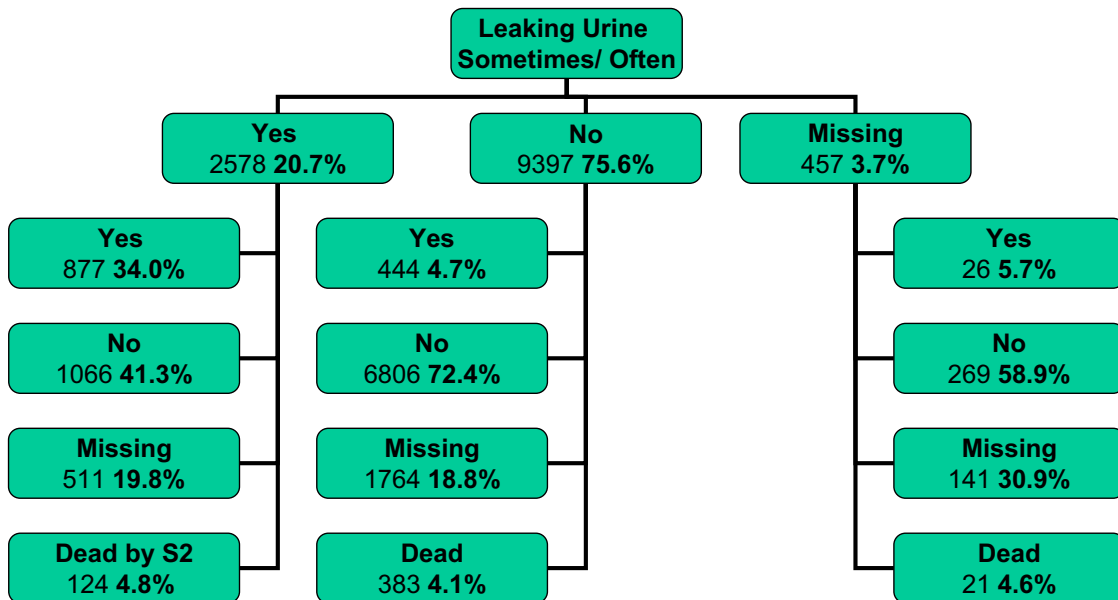 Leaking Urine
Sometimes/ Often
Yes
2578 20.7%
No
9397 75.6%
Missing
457 3.7%
Yes
877 34.0%
Yes
444 4.7%
Yes
26 5.7%
No
1066 41.3%
No
6806 72.4%
No
269 58.9%
Missing
511 19.8%
Missing
1764 18.8%
Missing
141 30.9%
Dead by S2
124 4.8%
Dead
383 4.1%
Dead
21 4.6%